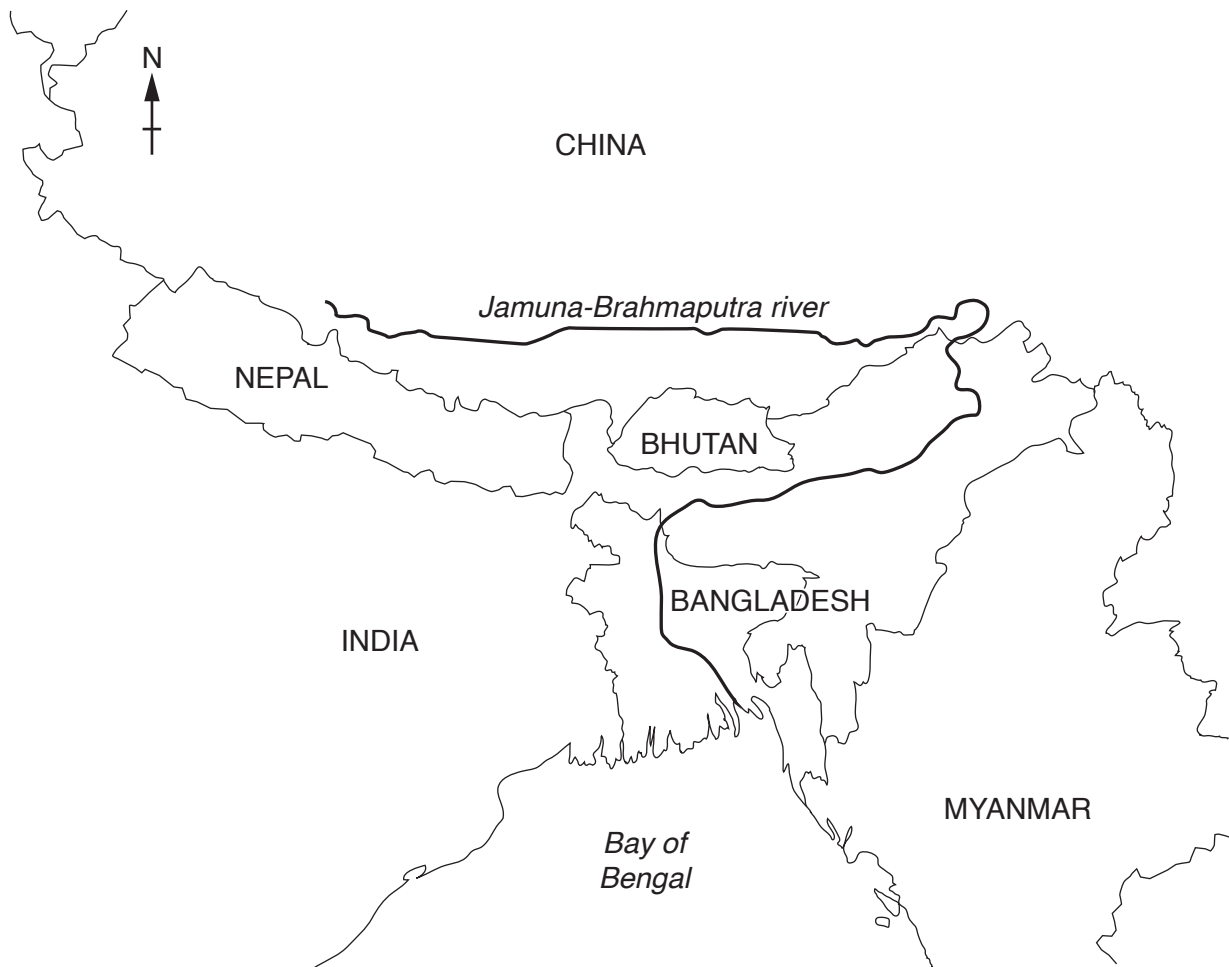 N
CHINA
Jamuna-Brahmaputra river
NEPAL
BHUTAN
BANGLADESH
INDIA
MYANMAR
Bay of
Bengal